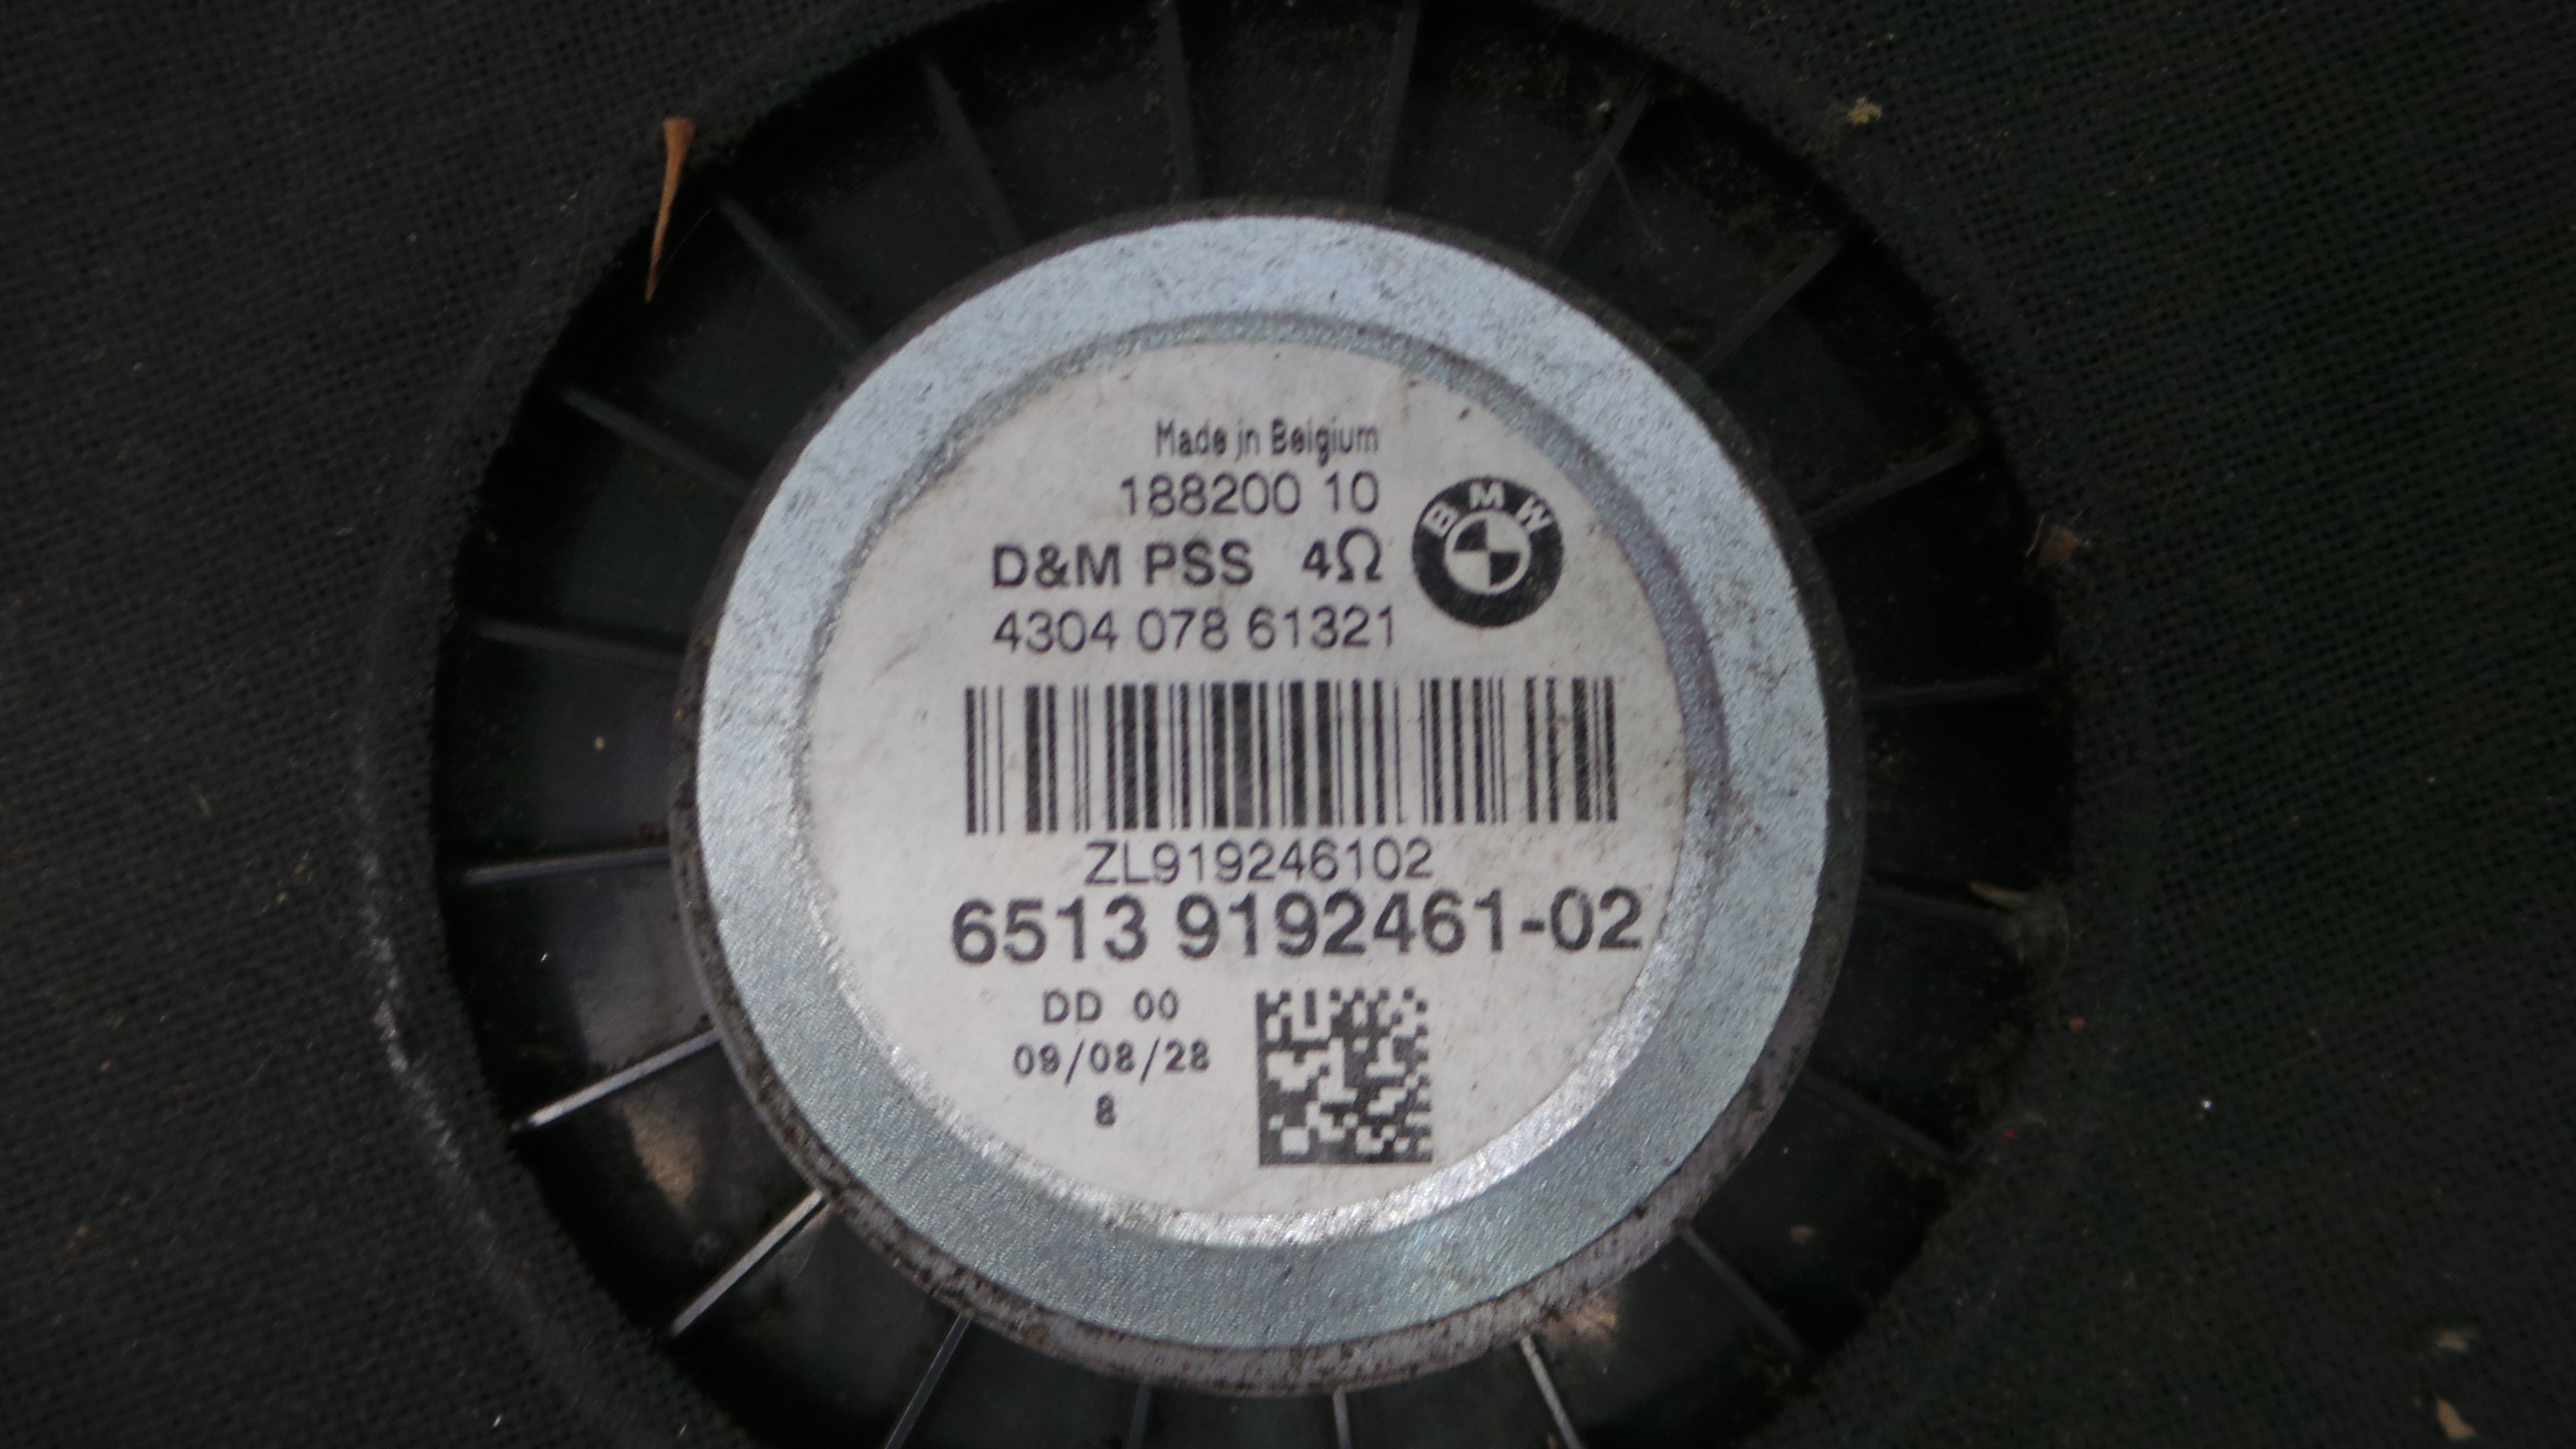 Made in Belgium
188200 10
D&M PSS 4Ω
BMW
4304 078 61321
ZL919246102
6513 9192461-02
DD 00
09/08/28
8